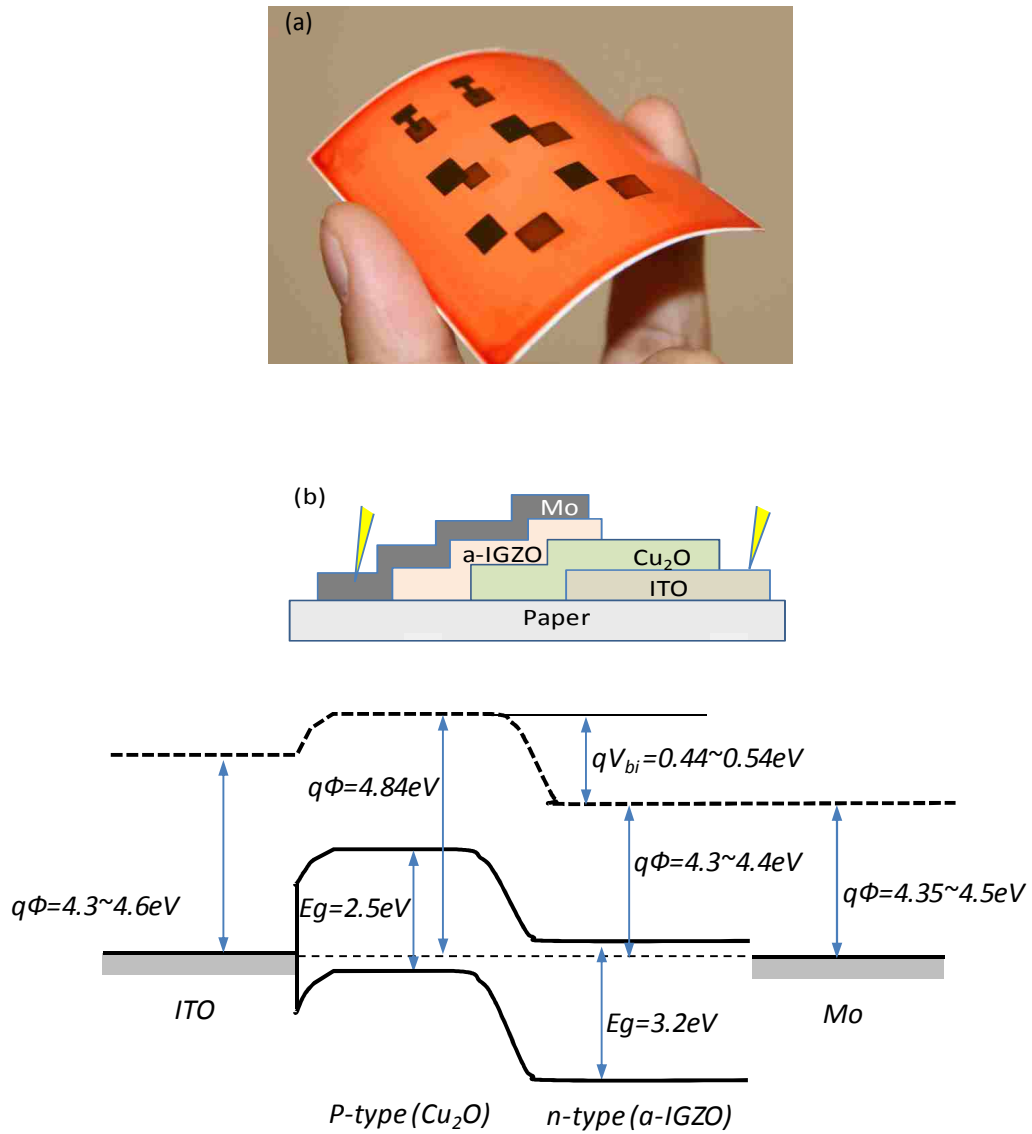 (a)
(b)
Mo
a-IGZO
Cu₂O
ITO
Paper
qV_bi=0.44~0.54eV
qΦ=4.84eV
qΦ=4.3~4.4eV
qΦ=4.3~4.6eV
Eg=2.5eV
qΦ=4.35~4.5eV
ITO
Eg=3.2eV
Mo
P-type (Cu₂O)
n-type (a-IGZO)